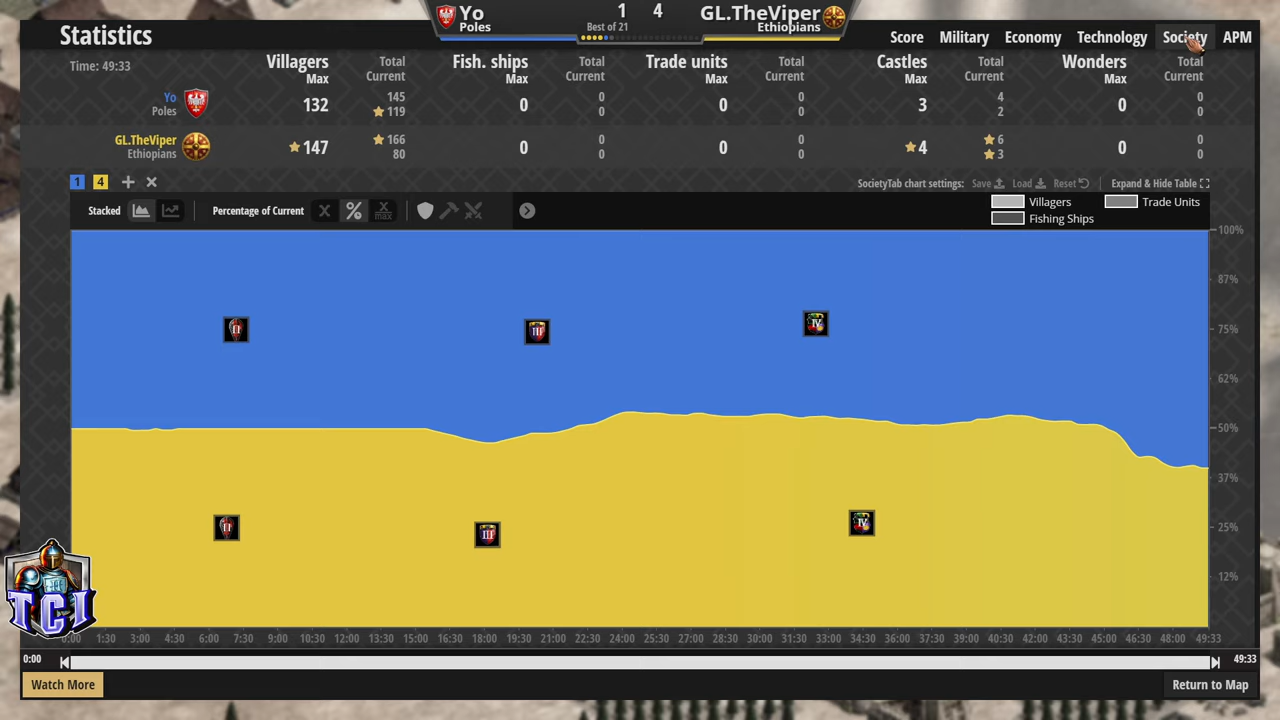 Yo
Poles
1 4
Best of 21
GL.TheViper
Ethiopians
Statistics
Score Military Economy Technology Society APM
Time: 49:33
Villagers
Max
Total
Current
Fish. ships
Max
Total
Current
Trade units
Max
Total
Current
Castles
Max
Total
Current
Wonders
Max
Total
Current
Yo
Poles
132
145
119
0
0
0
0
0
0
3
4
2
0
0
0
GL.TheViper
Ethiopians
147
166
80
0
0
0
0
0
0
4
6
3
0
0
0
1 4
SocietyTab chart settings: Save Load Reset Expand & Hide Table
Stacked
Percentage of Current
X % X/max
Villagers
Trade Units
Fishing Ships
100%
87%
75%
62%
50%
37%
25%
12%
II
III
IV
II
III
IV
TCI
0:00 1:30 3:00 4:30 6:00 7:30 9:00 10:30 12:00 13:30 15:00 16:30 18:00 19:30 21:00 22:30 24:00 25:30 27:00 28:30 30:00 31:30 33:00 34:30 36:00 37:30 39:00 40:30 42:00 43:30 45:00 46:30 48:00 49:33
0:00
49:33
Watch More
Return to Map